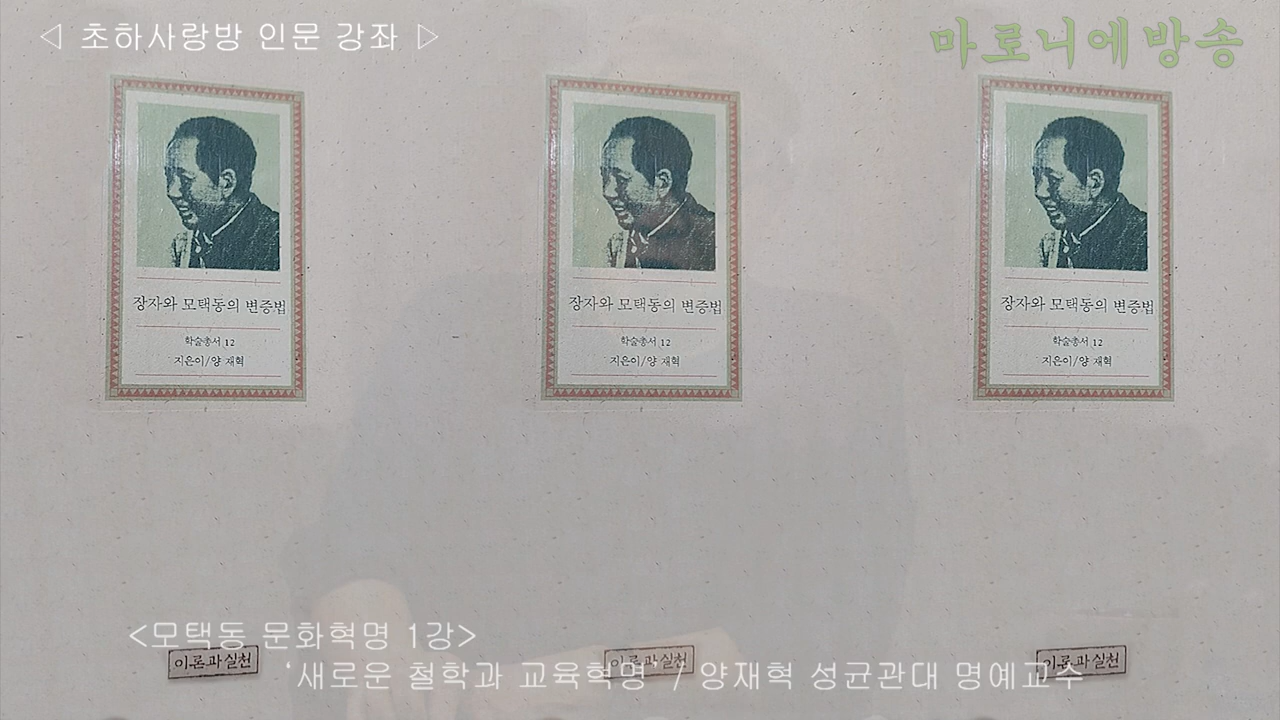 ◁ 초하사랑방 인문 강좌 ▷
마로니에방송
장자와 모택동의 변증법
학술총서 12
지은이/양 재혁
장자와 모택동의 변증법
학술총서 12
지은이/양 재혁
장자와 모택동의 변증법
학술총서 12
지은이/양 재혁
<모택동 문화혁명 1강>
이론과실천
이론과실천
이론과실천
‘새로운 철학과 교육혁명’ / 양재혁 성균관대 명예교수